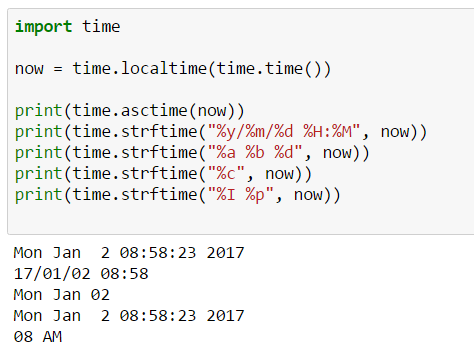 import time
now = time.localtime(time.time())
print(time.asctime(now))
print(time.strftime("%y/%m/%d %H:%M", now))
print(time.strftime("%a %b %d", now))
print(time.strftime("%c", now))
print(time.strftime("%I %p", now))
Mon Jan  2 08:58:23 2017
17/01/02 08:58
Mon Jan 02
Mon Jan  2 08:58:23 2017
08 AM